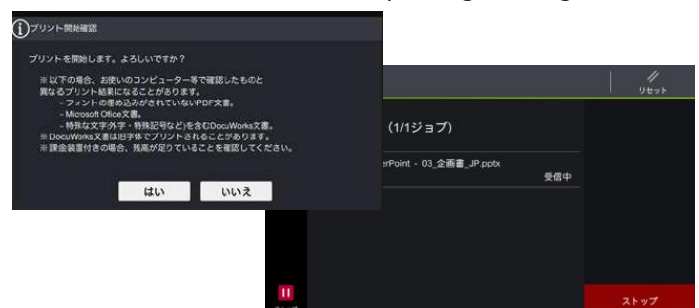 プリント開始確認
プリントを開始します。よろしいですか？
※以下の場合、お使いのコンピューター等で確認したものと
異なるプリント結果になることがあります。
－フォントの埋め込みがされていないPDF文書。
－Microsoft Office文書。
－特殊な文字(外字・特殊記号など)を含むDocuWorks文書。
※DocuWorks文書は旧字体でプリントされることがあります。
※課金装置付きの場合、残高が足りていることを確認してください。
はい
いいえ
リセット
(1/1ジョブ)
erPoint - 03_企画書_JP.pptx
受信中
ストップ